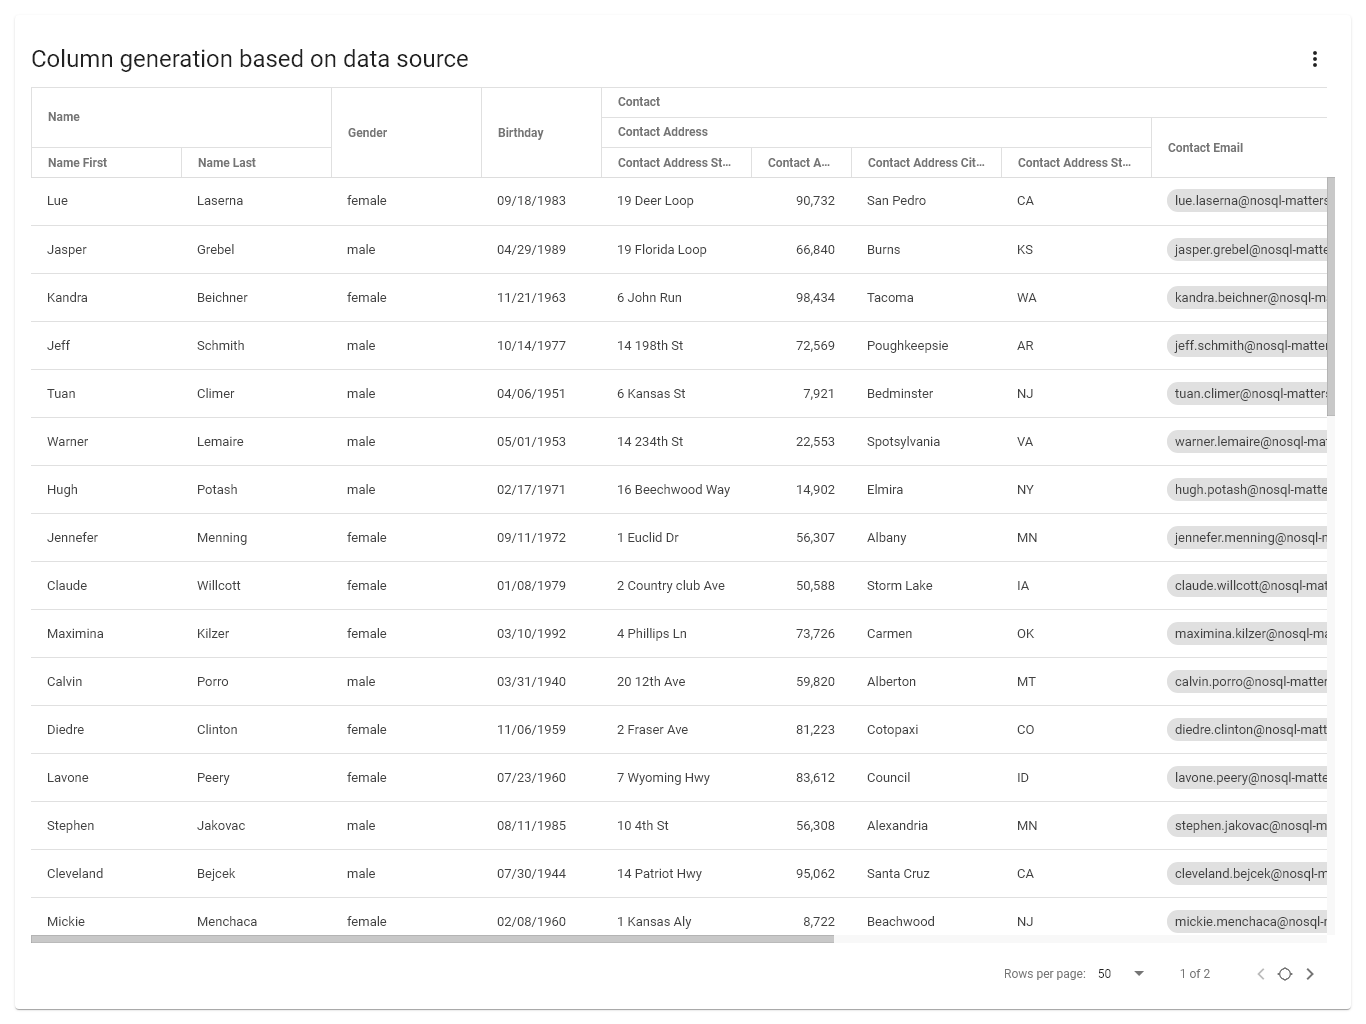 Column generation based on data source
Contact
Name
Contact Address
Gender
Birthday
Contact Email
Name First Name Last Contact Address St... Contact A... Contact Address Cit... Contact Address St...
Lue Laserna female 09/18/1983 19 Deer Loop 90,732 San Pedro CA lue.laserna@nosql-matters
Jasper Grebel male 04/29/1989 19 Florida Loop 66,840 Burns KS jasper.grebel@nosql-matte
Kandra Beichner female 11/21/1963 6 John Run 98,434 Tacoma WA kandra.beichner@nosql-m
Jeff Schmith male 10/14/1977 14 198th St 72,569 Poughkeepsie AR jeff.schmith@nosql-matter
Tuan Climer male 04/06/1951 6 Kansas St 7,921 Bedminster NJ tuan.climer@nosql-matters
Warner Lemaire male 05/01/1953 14 234th St 22,553 Spotsylvania VA warner.lemaire@nosql-mat
Hugh Potash male 02/17/1971 16 Beechwood Way 14,902 Elmira NY hugh.potash@nosql-matte
Jennefer Menning female 09/11/1972 1 Euclid Dr 56,307 Albany MN jennefer.menning@nosql-m
Claude Willcott female 01/08/1979 2 Country club Ave 50,588 Storm Lake IA claude.willcott@nosql-mat
Maximina Kilzer female 03/10/1992 4 Phillips Ln 73,726 Carmen OK maximina.kilzer@nosql-ma
Calvin Porro male 03/31/1940 20 12th Ave 59,820 Alberton MT calvin.porro@nosql-matter
Diedre Clinton female 11/06/1959 2 Fraser Ave 81,223 Cotopaxi CO diedre.clinton@nosql-matt
Lavone Peery female 07/23/1960 7 Wyoming Hwy 83,612 Council ID lavone.peery@nosql-matte
Stephen Jakovac male 08/11/1985 10 4th St 56,308 Alexandria MN stephen.jakovac@nosql-m
Cleveland Bejcek male 07/30/1944 14 Patriot Hwy 95,062 Santa Cruz CA cleveland.bejcek@nosql-m
Mickie Menchaca female 02/08/1960 1 Kansas Aly 8,722 Beachwood NJ mickie.menchaca@nosql-r
Rows per page: 50 1 of 2